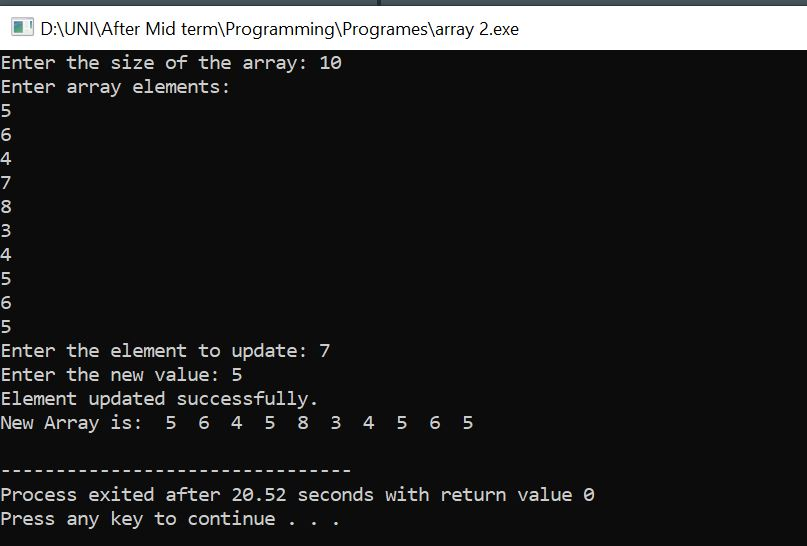 D:\UNI\After Mid term\Programming\Programes\array 2.exe
Enter the size of the array: 10
Enter array elements:
5
6
4
7
8
3
4
5
6
5
Enter the element to update: 7
Enter the new value: 5
Element updated successfully.
New Array is:  5  6  4  5  8  3  4  5  6  5
--------------------------------
Process exited after 20.52 seconds with return value 0
Press any key to continue . . .